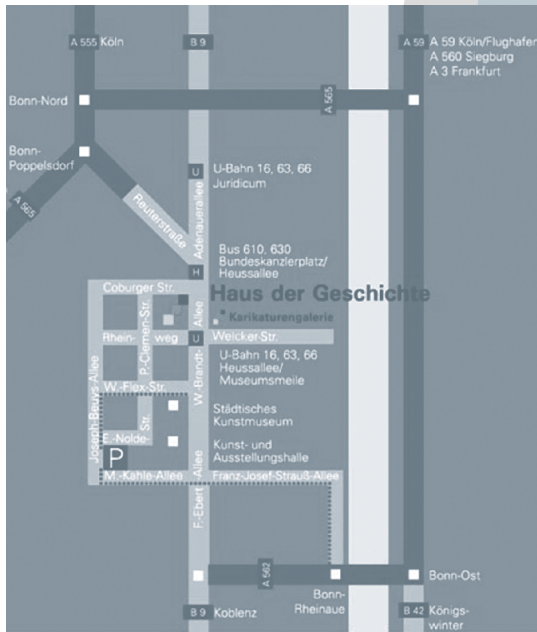 A 555 Köln
B 9
A 59 A 59 Köln/Flughafen
A 560 Siegburg
A 3 Frankfurt
Bonn-Nord
A 565
Bonn-
Poppelsdorf
A 565
Reuterstraße
Adenauerallee
U
U-Bahn 16, 63, 66
Juridicum
H
Bus 610, 630
Bundeskanzlerplatz/
Heussallee
Coburger Str.
Haus der Geschichte
Karikaturengalerie
P.-Clemen-Str.
Rhein- weg
U
Welcker-Str.
U-Bahn 16, 63, 66
Heussallee/
Museumsmeile
W.-Brandt- Allee
W.-Flex-Str.
Joseph-Beuys-Allee
Städtisches
Kunstmuseum
E.-Nolde-
Str.
Kunst- und
Ausstellungshalle
P
M.-Kahle-Allee
Franz-Josef-Strauß-Allee
F.-Ebert Allee
A 562
Bonn-Ost
Bonn-
Rheinaue
B 9 Koblenz
B 42 Königs-
winter